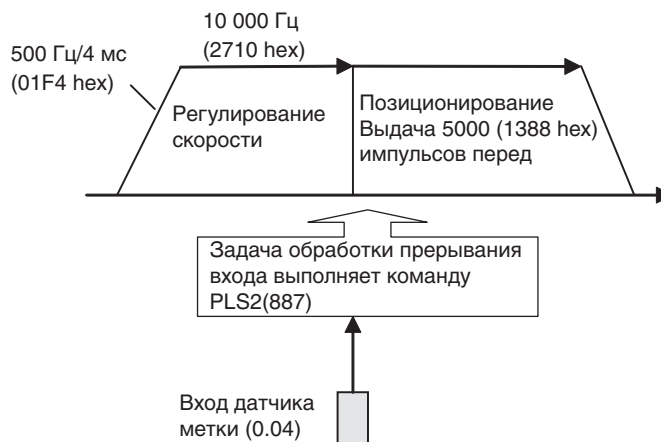 10 000 Гц
(2710 hex)
500 Гц/4 мс
(01F4 hex)
Регулирование
скорости
Позиционирование
Выдача 5000 (1388 hex)
импульсов перед
Задача обработки прерывания
входа выполняет команду
PLS2(887)
Вход датчика
метки (0.04)